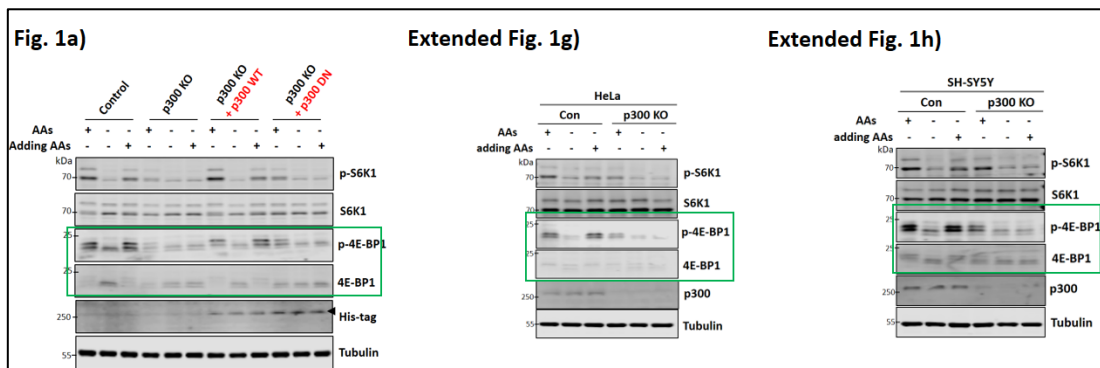 Fig. 1a)
Control
p300 KO
p300 KO
+ p300 WT
p300 KO
+ p300 DN
AAs + - - + - - + - - + - -
Adding AAs - - + - - + - - + - - +
kDa
70
p-S6K1
70
S6K1
25
p-4E-BP1
25
4E-BP1
250
His-tag
55
Tubulin
Extended Fig. 1g)
HeLa
Con p300 KO
AAs + - - + - -
adding AAs - - + - - +
kDa
70
p-S6K1
70
S6K1
25
p-4E-BP1
25
4E-BP1
250
p300
55
Tubulin
Extended Fig. 1h)
SH-SY5Y
Con p300 KO
AAs + - - + - -
adding AAs - - + - - +
kDa
70
p-S6K1
70
S6K1
25
p-4E-BP1
25
4E-BP1
250
p300
55
Tubulin